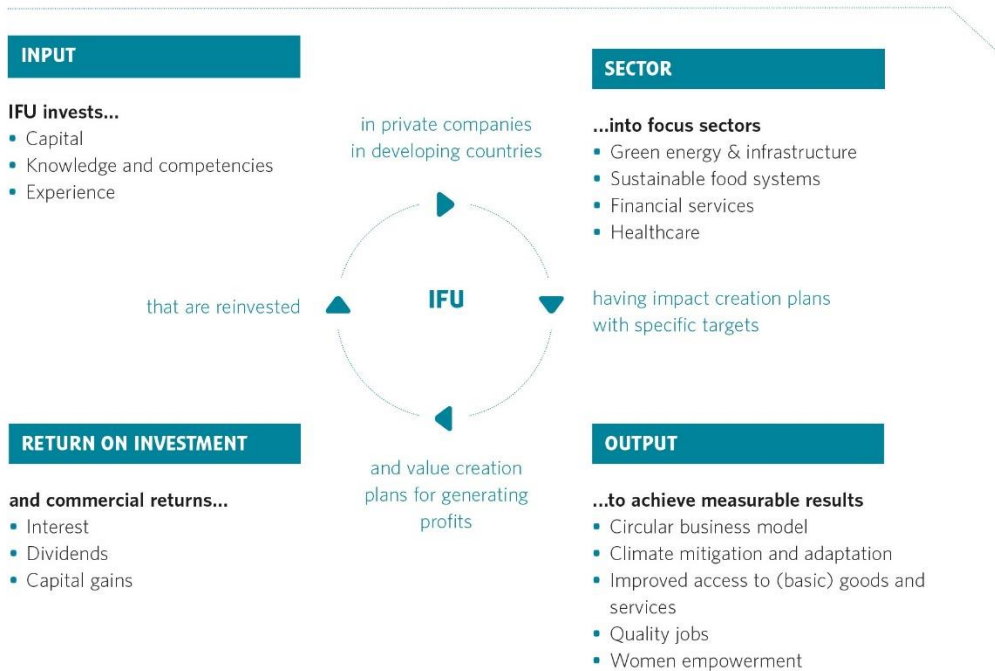 INPUT
IFU invests...
• Capital
• Knowledge and competencies
• Experience
in private companies
in developing countries
SECTOR
...into focus sectors
• Green energy & infrastructure
• Sustainable food systems
• Financial services
• Healthcare
that are reinvested
IFU
having impact creation plans
with specific targets
RETURN ON INVESTMENT
and commercial returns...
• Interest
• Dividends
• Capital gains
and value creation
plans for generating
profits
OUTPUT
...to achieve measurable results
• Circular business model
• Climate mitigation and adaptation
• Improved access to (basic) goods and
services
• Quality jobs
• Women empowerment